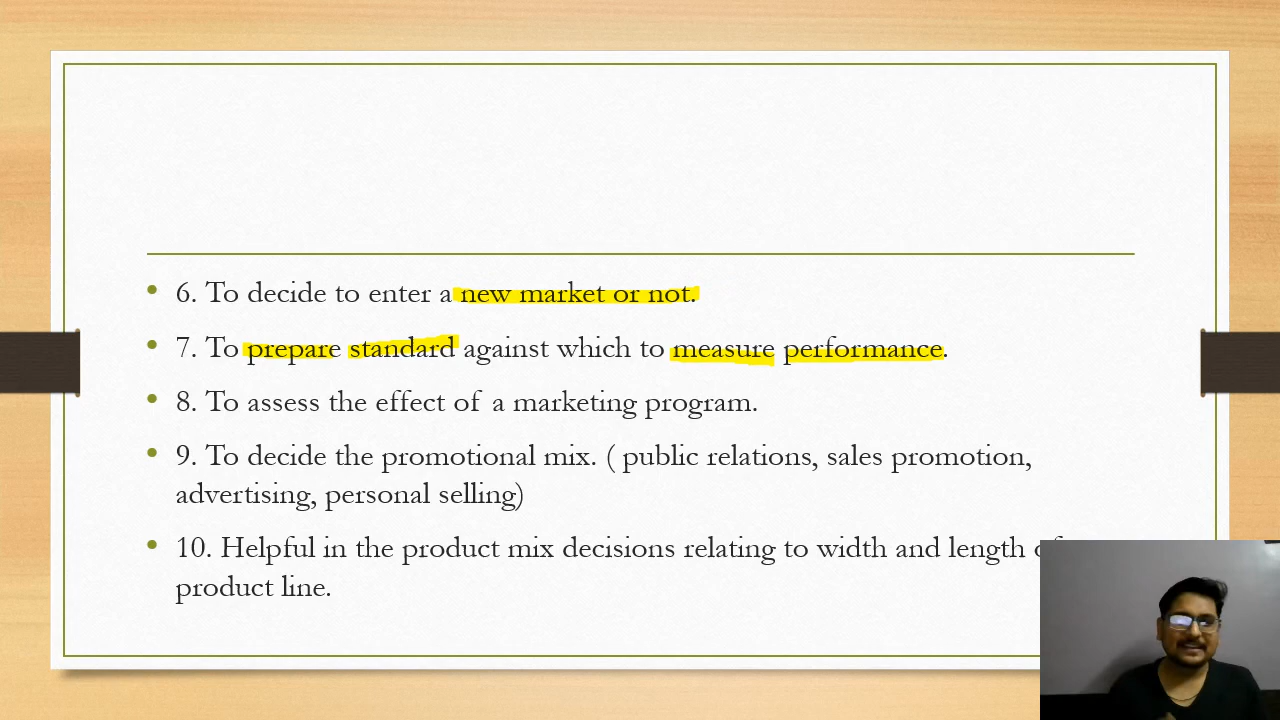 • 6. To decide to enter a new market or not.
• 7. To prepare standard against which to measure performance.
• 8. To assess the effect of a marketing program.
• 9. To decide the promotional mix. ( public relations, sales promotion,
advertising, personal selling)
• 10. Helpful in the product mix decisions relating to width and length of
product line.